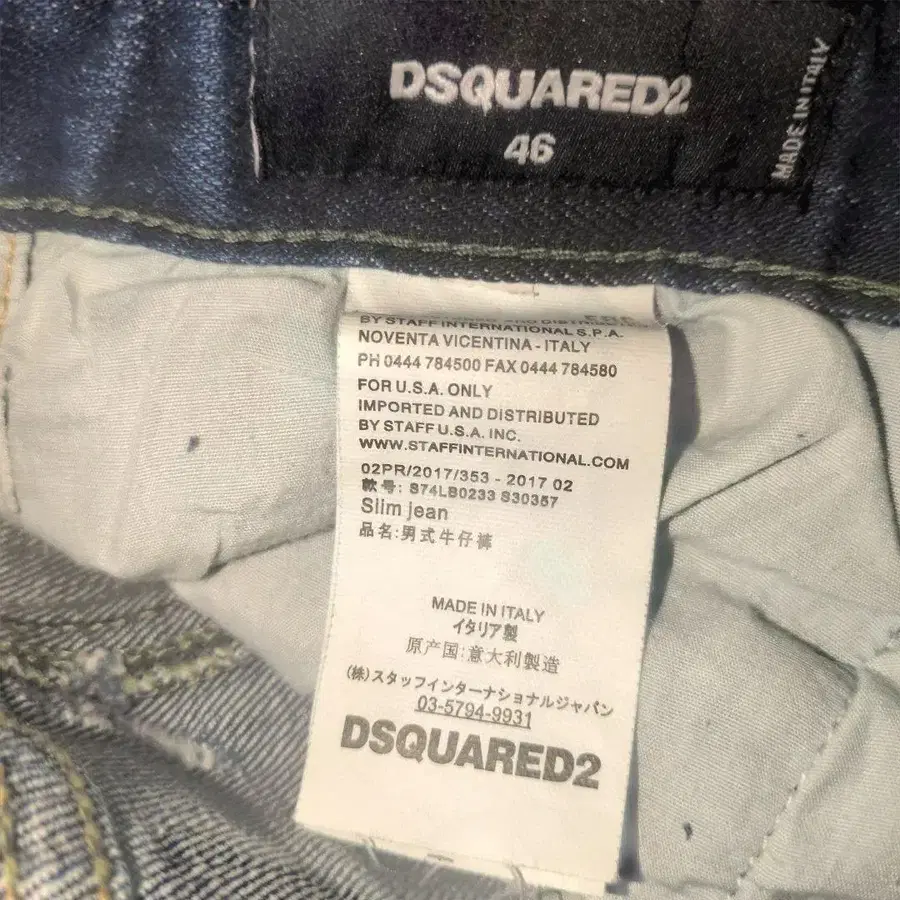 DSQUARED2
46
MADE IN ITALY
BY STAFF INTERNATIONAL S.P.A.
NOVENTA VICENTINA - ITALY
PH 0444 784500 FAX 0444 784580
FOR U.S.A. ONLY
IMPORTED AND DISTRIBUTED
BY STAFF U.S.A. INC.
WWW.STAFFINTERNATIONAL.COM
02PR/2017/353 - 2017 02
款号: S74LB0233 S30357
Slim jean
品名:男式牛仔裤
MADE IN ITALY
イタリア製
原产国:意大利製造
(株)スタッフインターナショナルジャパン
03-5794-9931
DSQUARED2